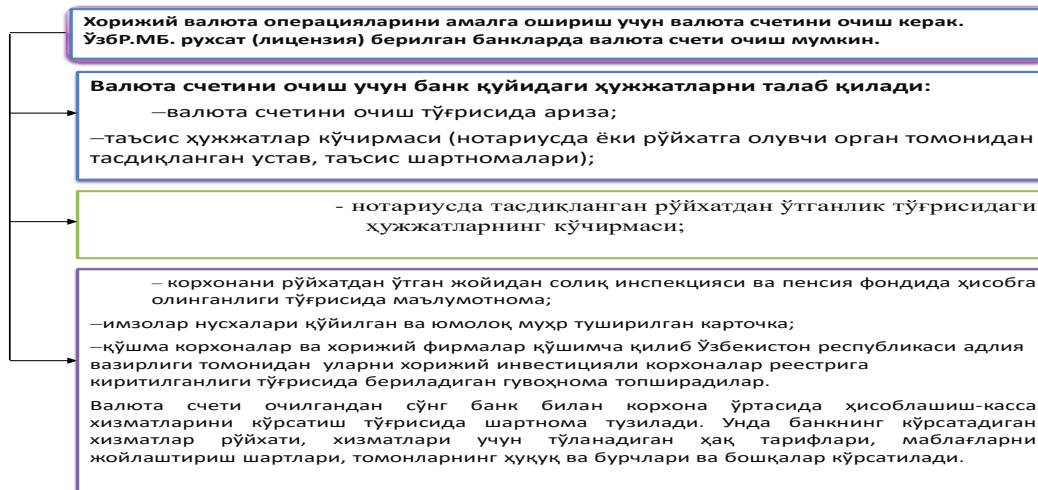 Хорижий валюта операцияларини амалга ошириш учун валюта счетини очиш керак.
ЎзбР.МБ. рухсат (лицензия) берилган банкларда валюта счети очиш мумкин.
Валюта счетини очиш учун банк қуйидаги ҳужжатларни талаб қилади:
–валюта счетини очиш тўғрисида ариза;
–таъсис ҳужжатлар кўчирмаси (нотариусда ёки рўйхатга олувчи орган томонидан
тасдиқланган устав, таъсис шартномалари);
- нотариусда тасдиқланган рўйхатдан ўтганлик тўғрисидаги
ҳужжатларнинг кўчирмаси;
– корхонани рўйхатдан ўтган жойидан солиқ инспекцияси ва пенсия фондида ҳисобга
олинганлиги тўғрисида маълумотнома;
–имзолар нусхалари қўйилган ва юмолоқ муҳр туширилган карточка;
–қўшма корхоналар ва хорижий фирмалар қўшимча қилиб Ўзбекистон республикаси адлия
вазирлиги томонидан уларни хорижий инвестицияли корхоналар реестрига
киритилганлиги тўғрисида бериладиган гувоҳнома топширадилар.
Валюта счети очилгандан сўнг банк билан корхона ўртасида ҳисоблашиш-касса
хизматларини кўрсатиш тўғрисида шартнома тузилади. Унда банкнинг кўрсатадиган
хизматлар рўйхати, хизматлари учун тўланадиган ҳақ тарифлари, маблағларни
жойлаштириш шартлари, томонларнинг ҳуқуқ ва бурчлари ва бошқалар кўрсатилади.